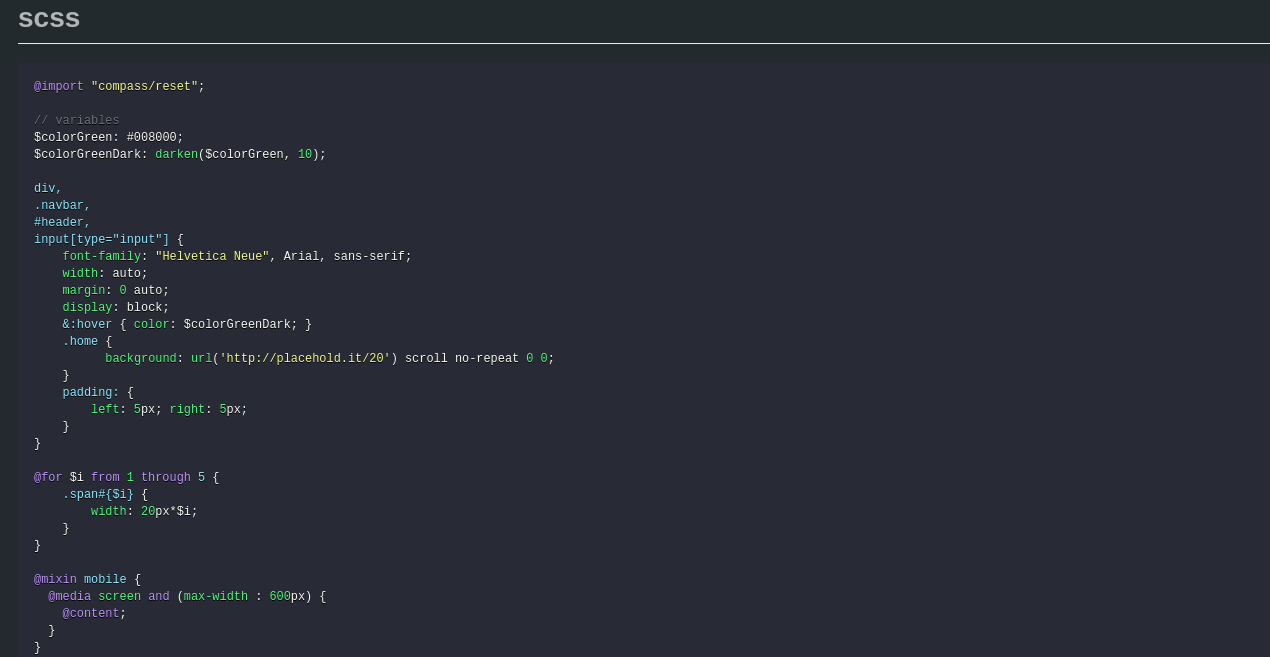 scss
@import "compass/reset";
// variables
$colorGreen: #008000;
$colorGreenDark: darken($colorGreen, 10);
div,
.navbar,
#header,
input[type="input"] {
    font-family: "Helvetica Neue", Arial, sans-serif;
    width: auto;
    margin: 0 auto;
    display: block;
    &:hover { color: $colorGreenDark; }
    .home {
          background: url('http://placehold.it/20') scroll no-repeat 0 0;
    }
    padding: {
        left: 5px; right: 5px;
    }
}
@for $i from 1 through 5 {
    .span#{$i} {
        width: 20px*$i;
    }
}
@mixin mobile {
  @media screen and (max-width : 600px) {
    @content;
  }
}